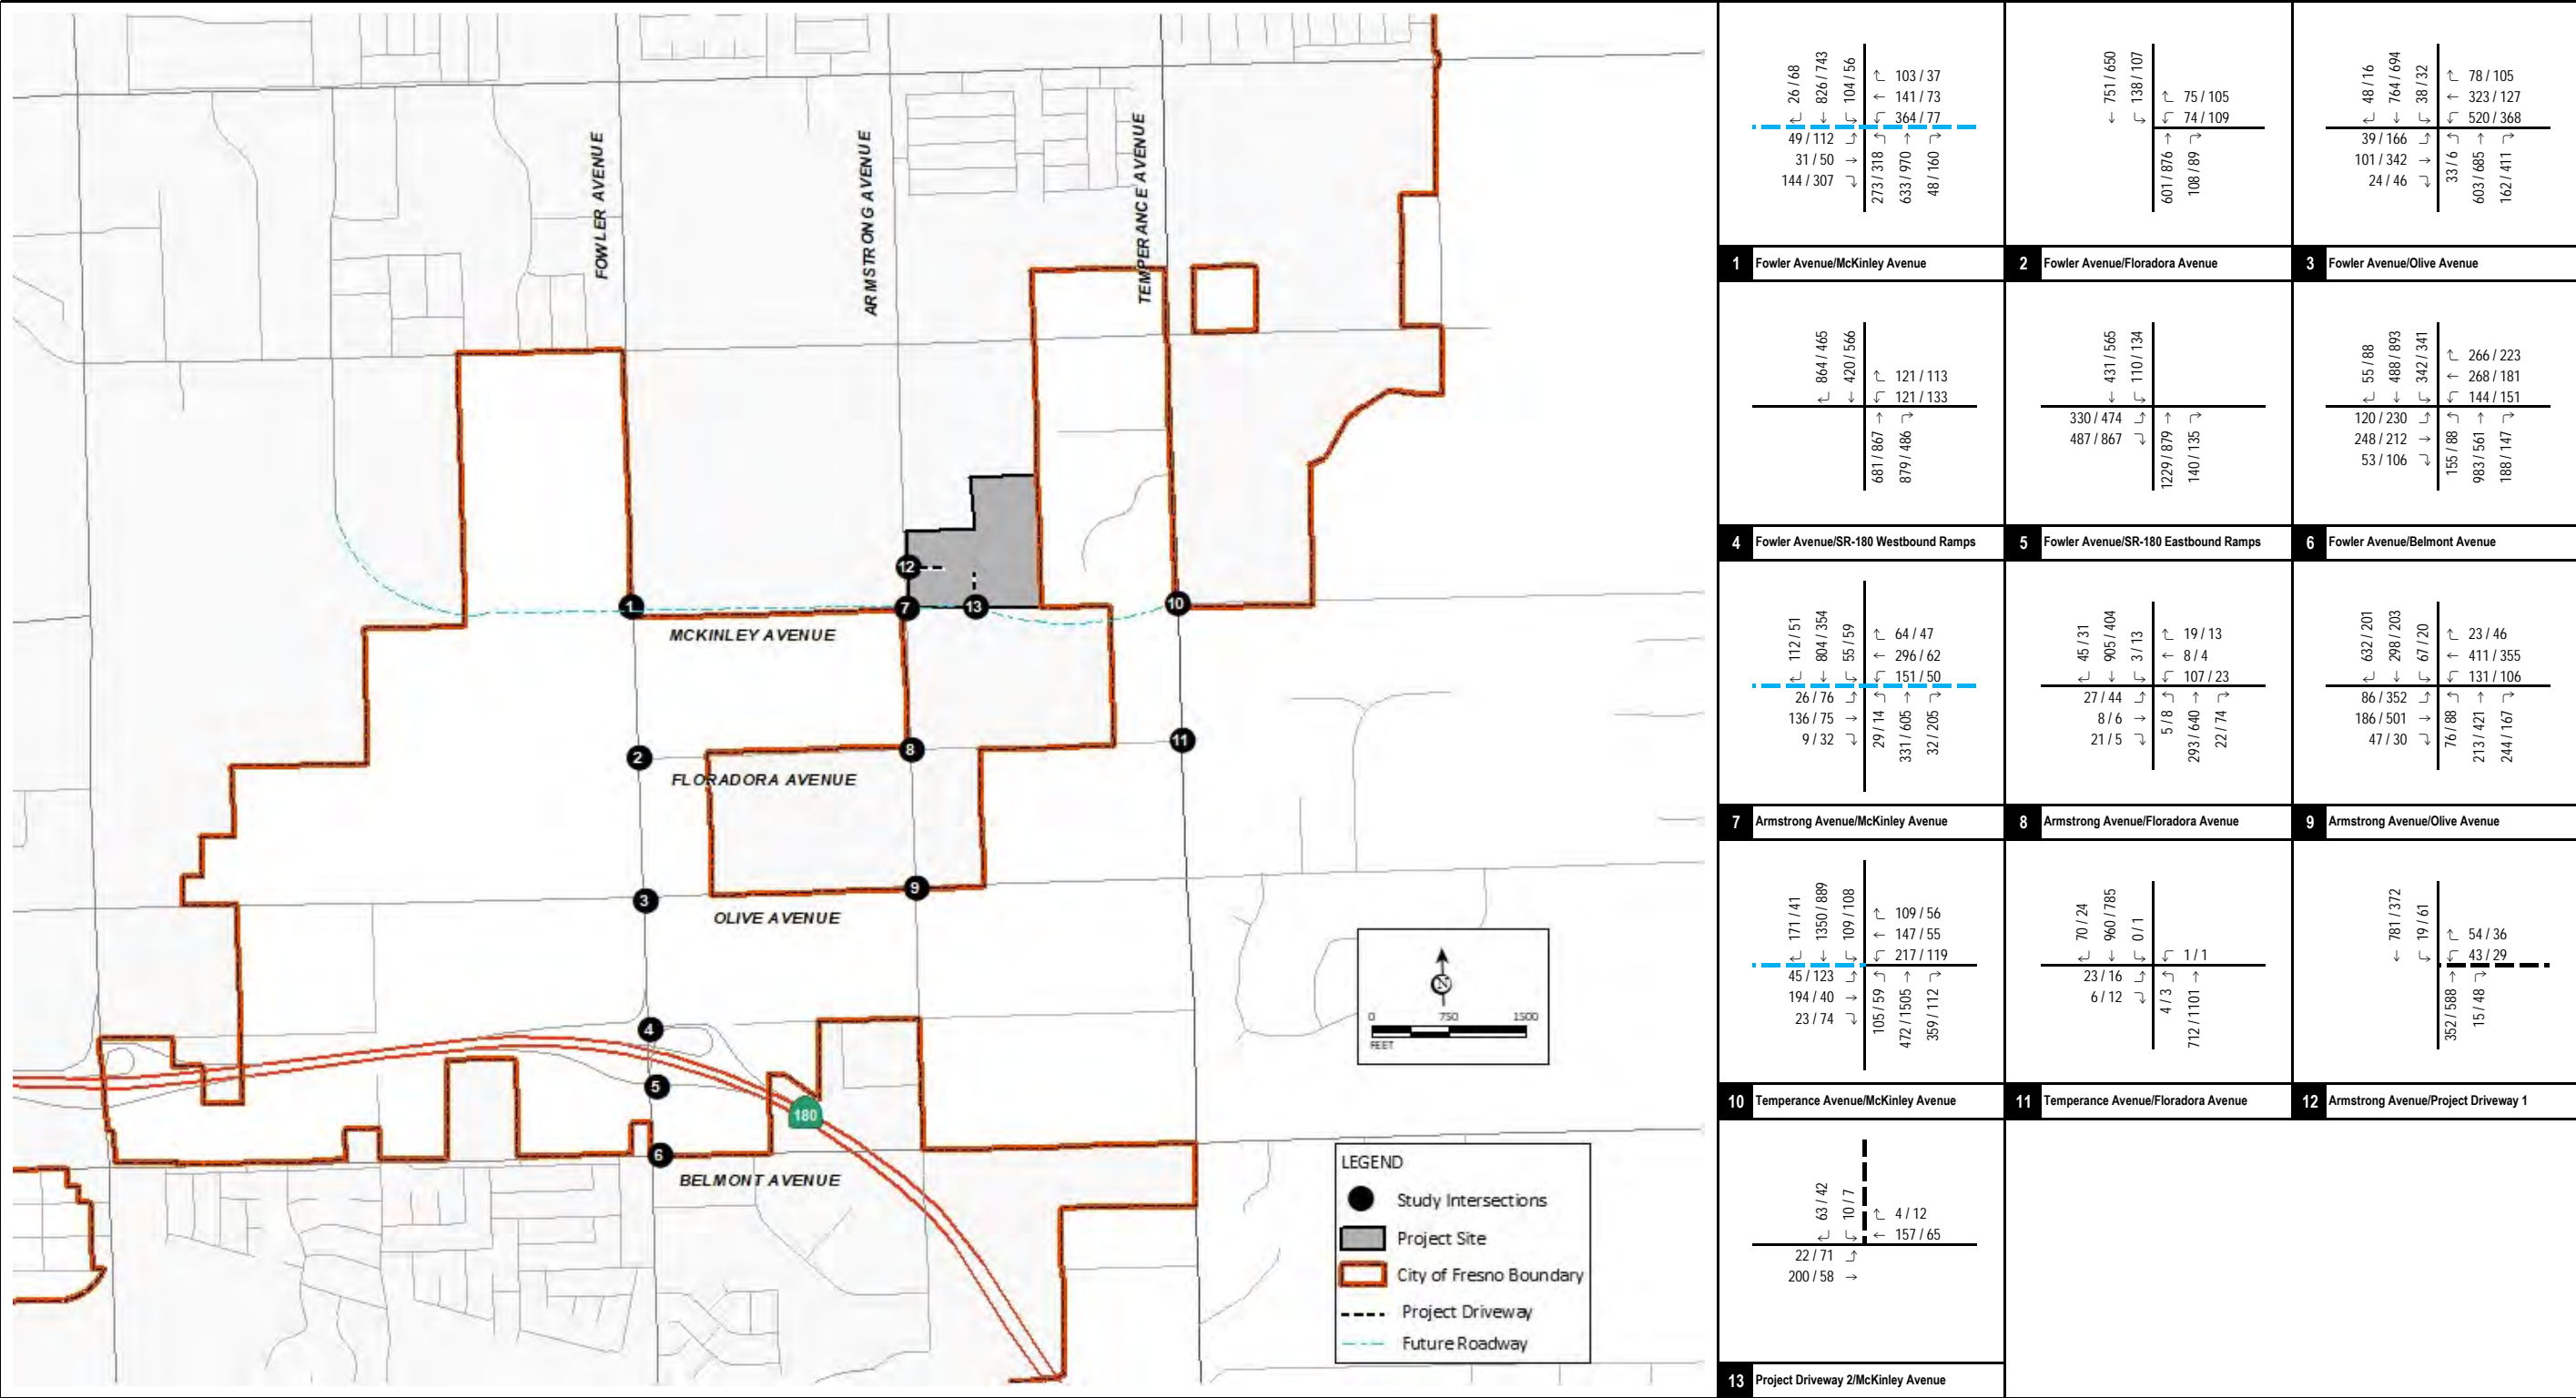 FOWLER AVENUE
ARMSTRONG AVENUE
TEMPERANCE AVENUE
1
7
13
10
12
MCKINLEY AVENUE
2
8
11
FLORADORA AVENUE
3
9
OLIVE AVENUE
4
5
180
6
BELMONT AVENUE
N
0 750 1500
FEET
LEGEND
Study Intersections
Project Site
City of Fresno Boundary
Project Driveway
Future Roadway
26 / 68
826 / 743
104 / 56
103 / 37
141 / 73
364 / 77
49 / 112
31 / 50
144 / 307
273 / 318
633 / 970
48 / 160
1 Fowler Avenue/McKinley Avenue
751 / 650
138 / 107
75 / 105
74 / 109
601 / 876
108 / 89
2 Fowler Avenue/Floradora Avenue
48 / 16
764 / 694
38 / 32
78 / 105
323 / 127
520 / 368
39 / 166
101 / 342
24 / 46
33 / 6
603 / 685
162 / 411
3 Fowler Avenue/Olive Avenue
864 / 465
420 / 566
121 / 113
121 / 133
681 / 867
879 / 486
4 Fowler Avenue/SR-180 Westbound Ramps
431 / 565
110 / 134
330 / 474
487 / 867
1229 / 879
140 / 135
5 Fowler Avenue/SR-180 Eastbound Ramps
55 / 88
488 / 893
342 / 341
266 / 223
268 / 181
144 / 151
120 / 230
248 / 212
53 / 106
155 / 88
983 / 561
188 / 147
6 Fowler Avenue/Belmont Avenue
112 / 51
804 / 354
55 / 59
64 / 47
296 / 62
151 / 50
26 / 76
136 / 75
9 / 32
29 / 14
331 / 605
32 / 205
7 Armstrong Avenue/McKinley Avenue
45 / 31
905 / 404
3 / 13
19 / 13
8 / 4
107 / 23
27 / 44
8 / 6
21 / 5
5 / 8
293 / 640
22 / 74
8 Armstrong Avenue/Floradora Avenue
632 / 201
298 / 203
67 / 20
23 / 46
411 / 355
131 / 106
86 / 352
186 / 501
47 / 30
76 / 88
213 / 421
244 / 167
9 Armstrong Avenue/Olive Avenue
171 / 41
1350 / 889
109 / 108
109 / 56
147 / 55
217 / 119
45 / 123
194 / 40
23 / 74
105 / 59
472 / 1505
359 / 112
10 Temperance Avenue/McKinley Avenue
70 / 24
960 / 785
0 / 1
1 / 1
23 / 16
6 / 12
4 / 3
712 / 1101
11 Temperance Avenue/Floradora Avenue
781 / 372
19 / 61
54 / 36
43 / 29
352 / 588
15 / 48
12 Armstrong Avenue/Project Driveway 1
63 / 42
10 / 7
4 / 12
157 / 65
22 / 71
200 / 58
13 Project Driveway 2/McKinley Avenue